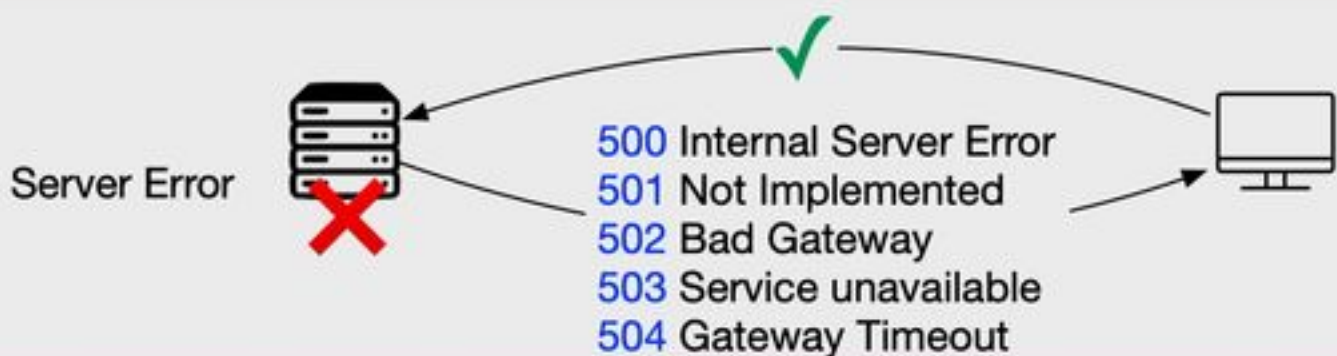 Server Error
500 Internal Server Error
501 Not Implemented
502 Bad Gateway
503 Service unavailable
504 Gateway Timeout